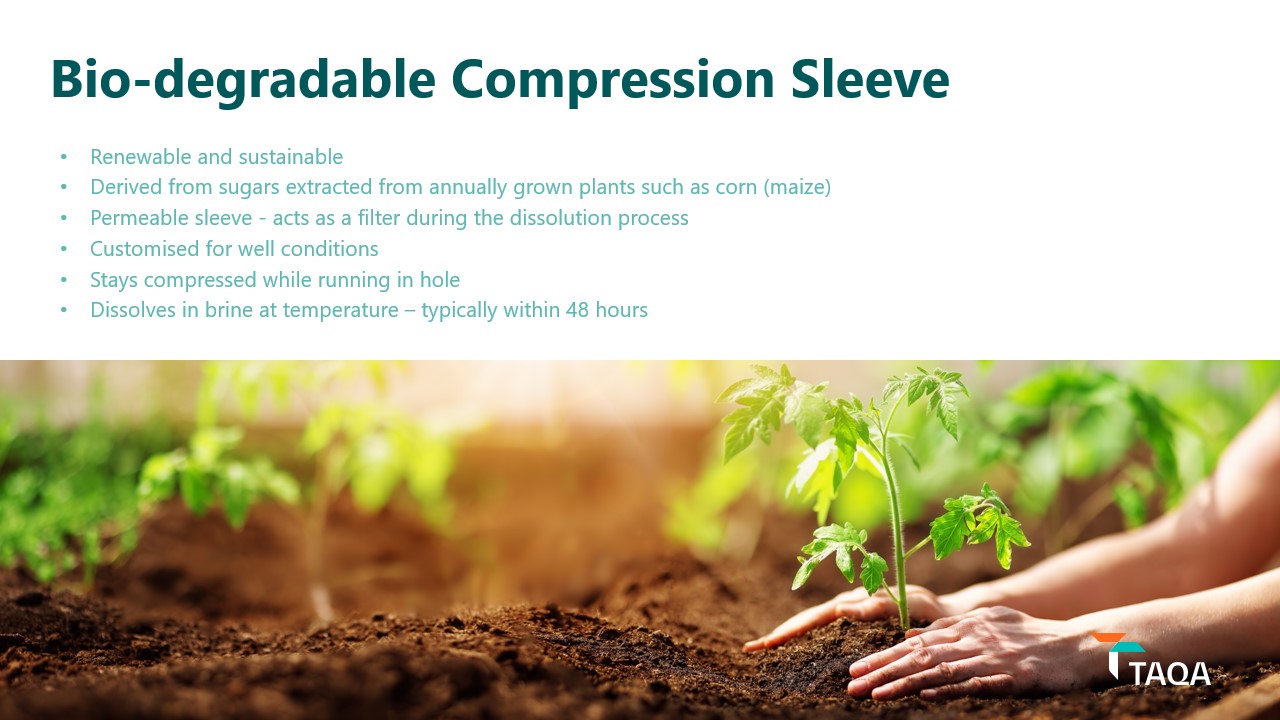 Bio-degradable Compression Sleeve
• Renewable and sustainable
• Derived from sugars extracted from annually grown plants such as corn (maize)
• Permeable sleeve - acts as a filter during the dissolution process
• Customised for well conditions
• Stays compressed while running in hole
• Dissolves in brine at temperature – typically within 48 hours
TAQA